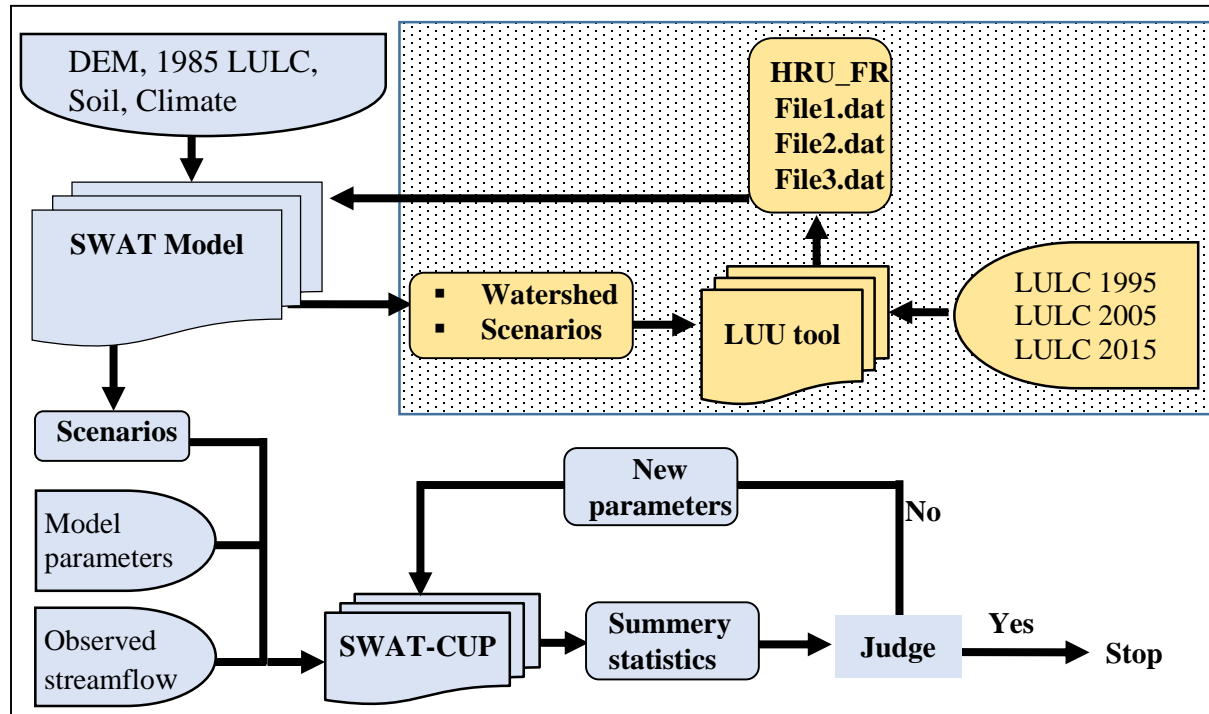 DEM, 1985 LULC,
Soil, Climate
HRU_FR
File1.dat
File2.dat
File3.dat
SWAT Model
▪ Watershed
▪ Scenarios
LUU tool
LULC 1995
LULC 2005
LULC 2015
Scenarios
Model
parameters
Observed
streamflow
New
parameters
No
SWAT-CUP
Summery
statistics
Judge
Yes
Stop